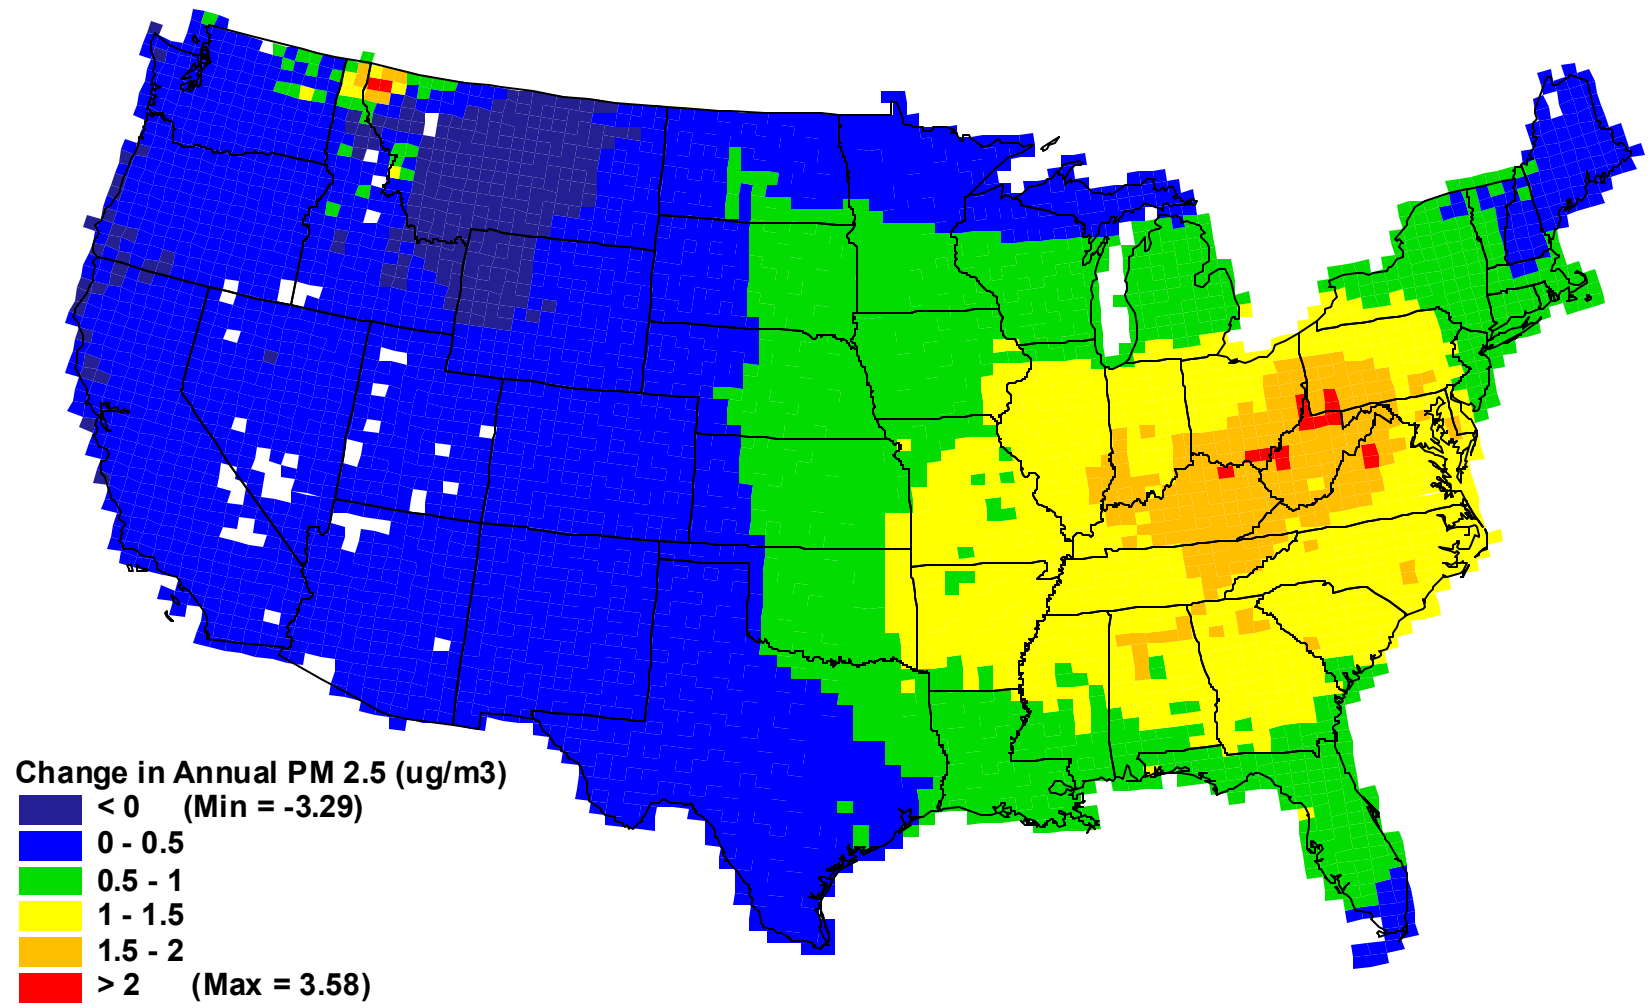 Change in Annual PM 2.5 (ug/m3)
< 0 (Min = -3.29)
0 - 0.5
0.5 - 1
1 - 1.5
1.5 - 2
> 2 (Max = 3.58)